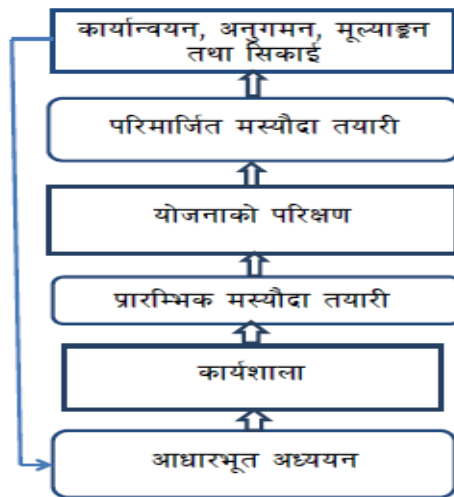 कार्यान्वयन, अनुगमन, मूल्याङ्कन
तथा सिकाई
परिमार्जित मस्यौदा तयारी
योजनाको परिक्षण
प्रारम्भिक मस्यौदा तयारी
कार्यशाला
आधारभूत अध्ययन